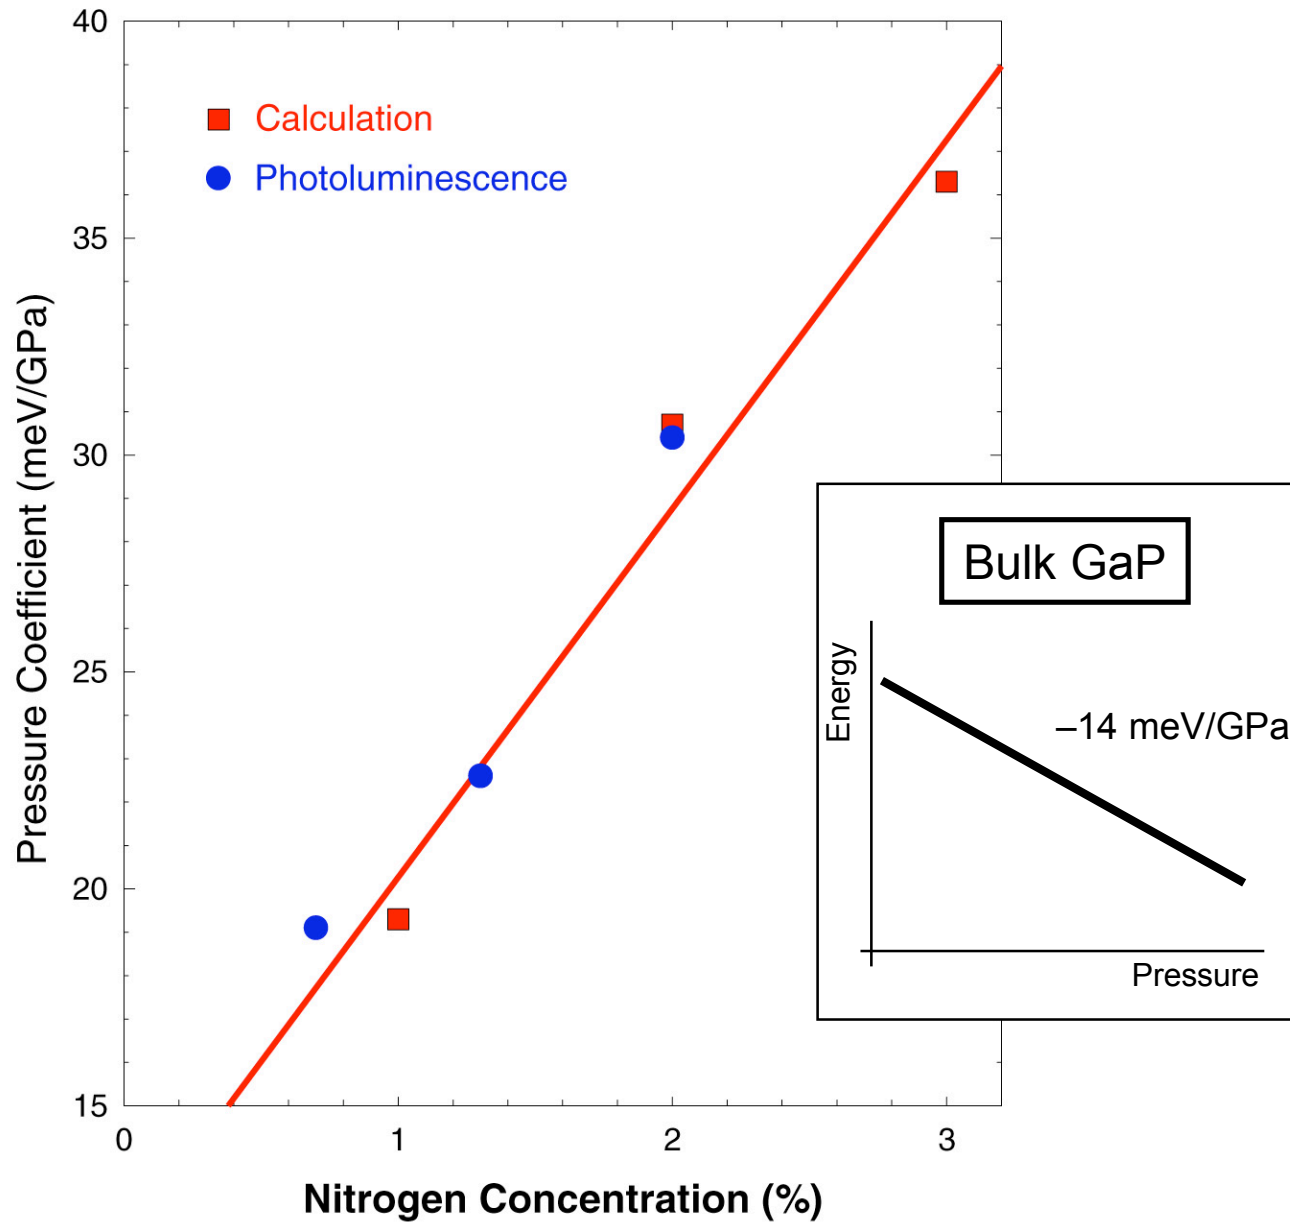 40
35
30
25
20
15
0
1
2
3
Pressure Coefficient (meV/GPa)
Nitrogen Concentration (%)
Calculation
Photoluminescence
Bulk GaP
Energy
–14 meV/GPa
Pressure